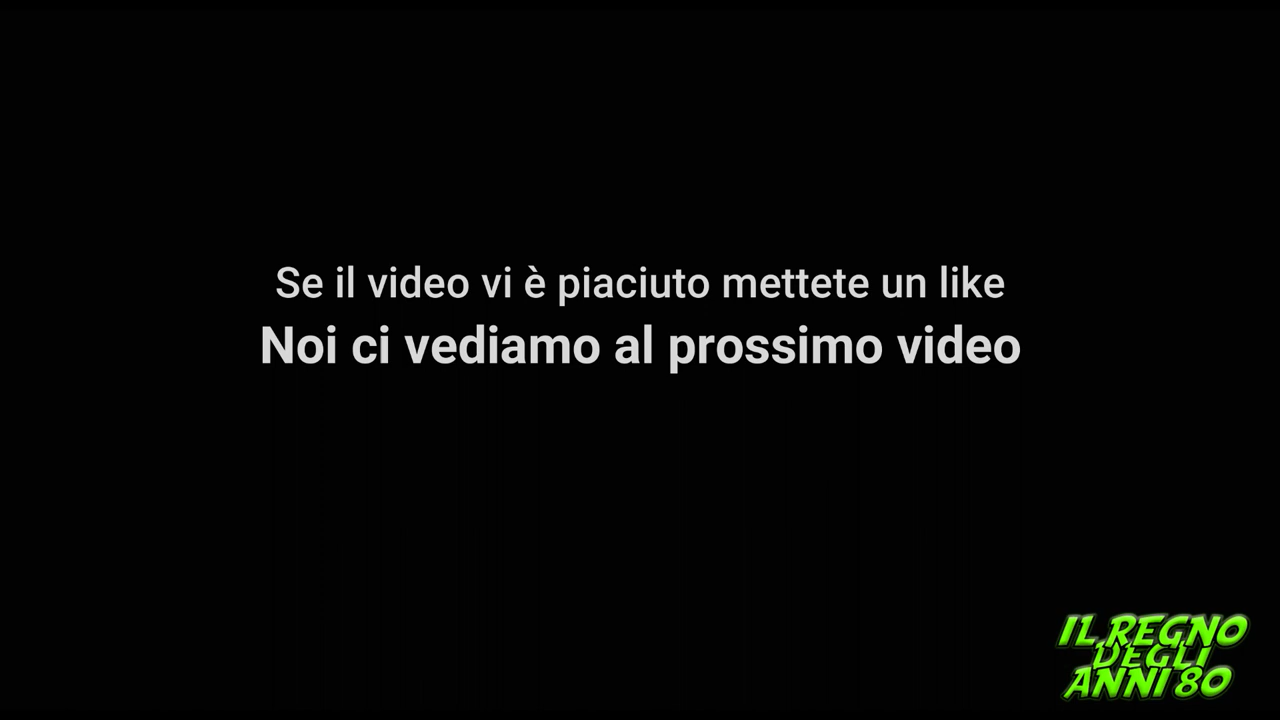 Se il video vi è piaciuto mettete un like
Noi ci vediamo al prossimo video
IL REGNO
DEGLI
ANNI 80